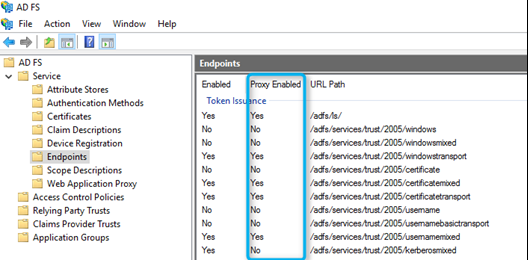 AD FS
File Action View Window Help
AD FS
Service
Attribute Stores
Authentication Methods
Certificates
Claim Descriptions
Device Registration
Endpoints
Scope Descriptions
Web Application Proxy
Access Control Policies
Relying Party Trusts
Claims Provider Trusts
Application Groups
Endpoints
Enabled Proxy Enabled URL Path
Token Issuance
Yes Yes /adfs/ls/
No No /adfs/services/trust/2005/windows
No No /adfs/services/trust/2005/windowsmixed
Yes Yes /adfs/services/trust/2005/windowstransport
No No /adfs/services/trust/2005/certificate
Yes Yes /adfs/services/trust/2005/certificatemixed
Yes Yes /adfs/services/trust/2005/certificatetransport
No No /adfs/services/trust/2005/username
No No /adfs/services/trust/2005/usernamebasictransport
Yes Yes /adfs/services/trust/2005/usernamemixed
Yes No /adfs/services/trust/2005/kerberosmixed